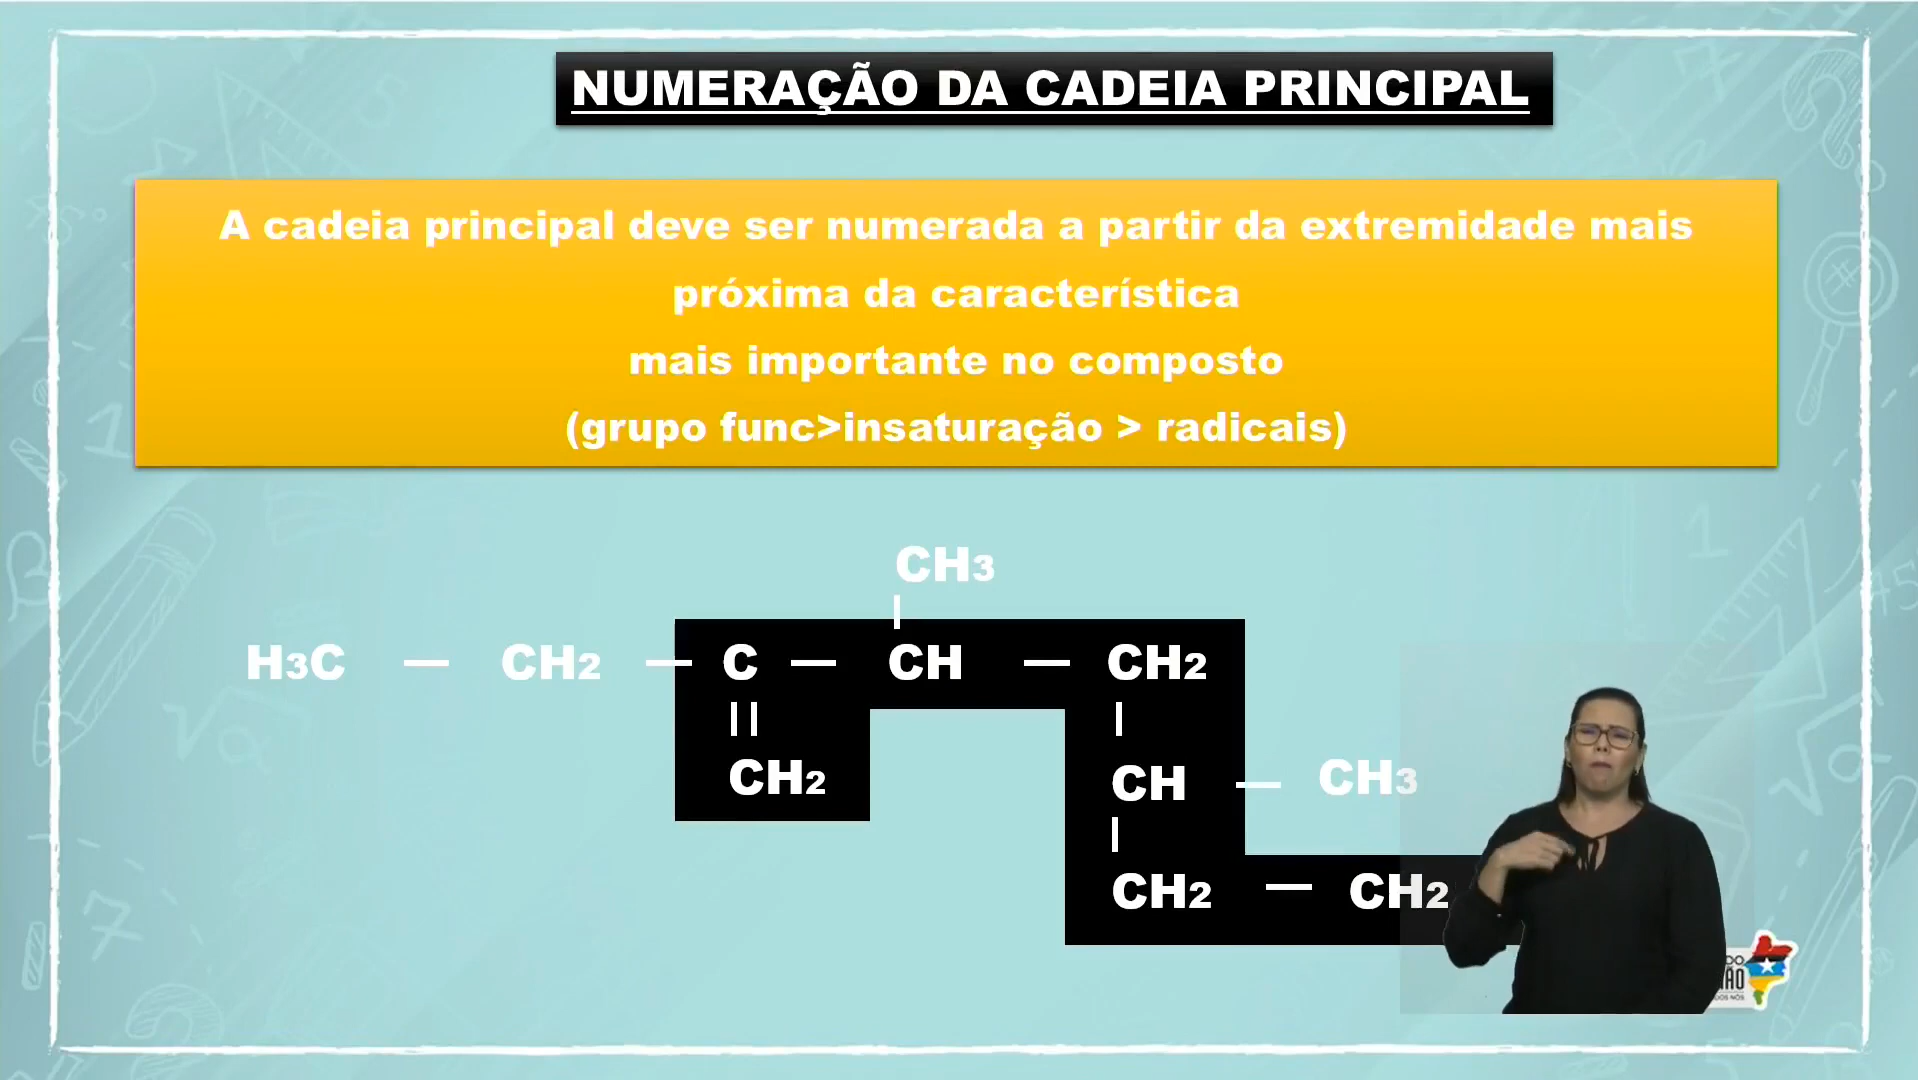 NUMERAÇÃO DA CADEIA PRINCIPAL
A cadeia principal deve ser numerada a partir da extremidade mais
próxima da característica
mais importante no composto
(grupo func>insaturação > radicais)
CH3
H3C — CH2 — C — CH — CH2
CH2
CH — CH3
CH2 — CH2